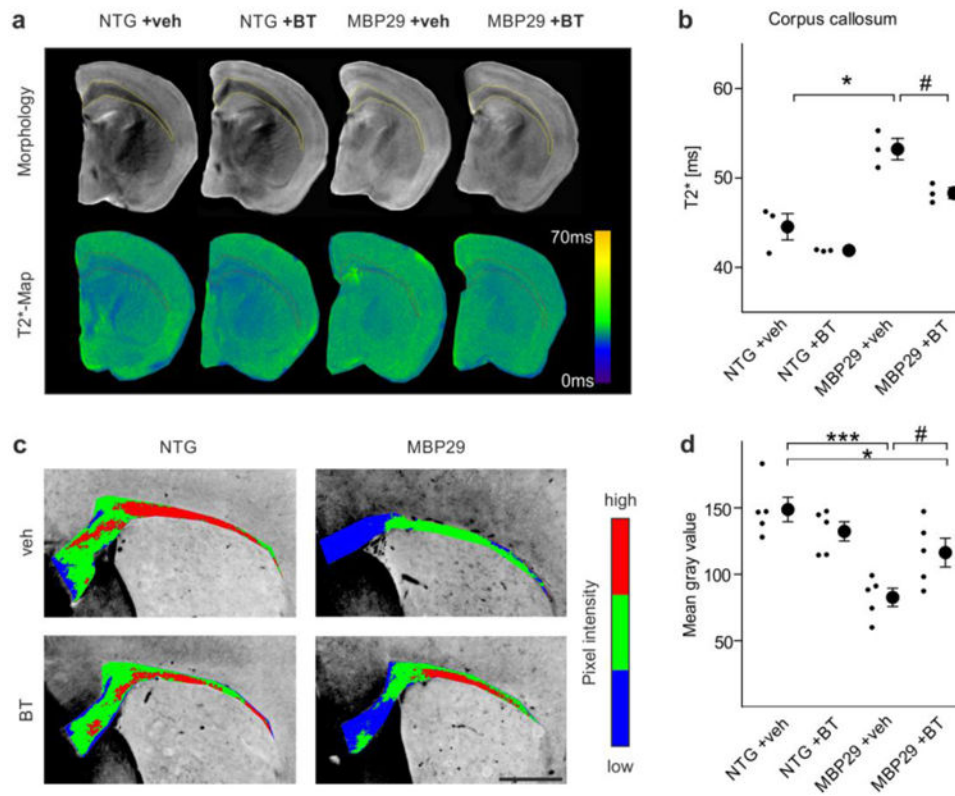 a
NTG +veh
NTG +BT
MBP29 +veh
MBP29 +BT
Morphology
T2*-Map
70ms
0ms
b
Corpus callosum
T2* [ms]
60
50
40
*
#
NTG +veh
NTG +BT
MBP29 +veh
MBP29 +BT
c
NTG
MBP29
veh
BT
high
Pixel intensity
low
d
***
#
*
Mean gray value
150
100
50
NTG +veh
NTG +BT
MBP29 +veh
MBP29 +BT